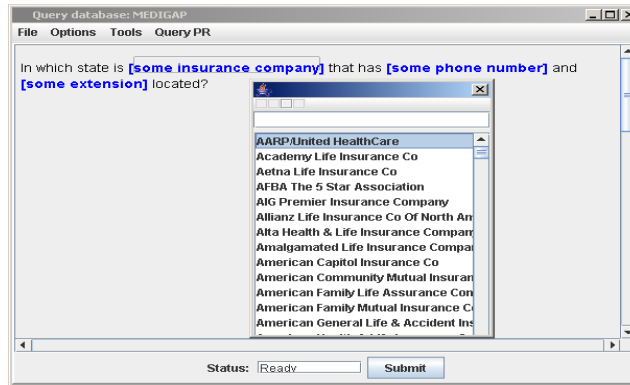 Query database: MEDIGAP
File Options Tools Query PR
In which state is [some insurance company] that has [some phone number] and
[some extension] located?
AARP/United HealthCare
Academy Life Insurance Co
Aetna Life Insurance Co
AFBA The 5 Star Association
AIG Premier Insurance Company
Allianz Life Insurance Co Of North Am
Alta Health & Life Insurance Compan
Amalgamated Life Insurance Compa
American Capitol Insurance Co
American Community Mutual Insuran
American Family Life Assurance Con
American Family Mutual Insurance C
American General Life & Accident Ins
Status: Ready Submit